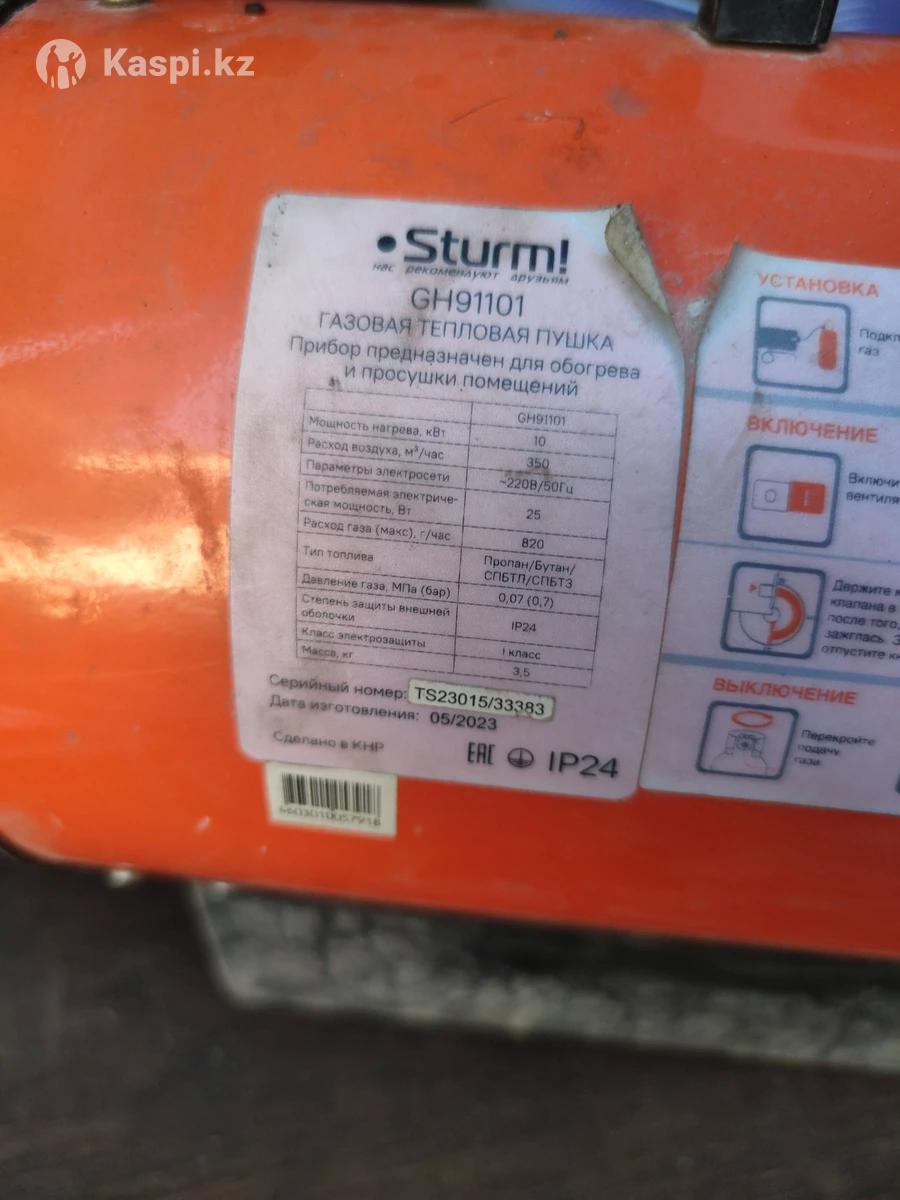 Kaspi.kz
Sturm!
нас рекомендуют друзьям
GH91101
ГАЗОВАЯ ТЕПЛОВАЯ ПУШКА
Прибор предназначен для обогрева
и просушки помещений
GH91101
Мощность нагрева, кВт 10
Расход воздуха, м³/час 350
Параметры электросети ~220В/50Гц
Потребляемая электриче-
ская мощность, Вт 25
Расход газа (макс), г/час 820
Тип топлива Пропан/Бутан/
СПБТЛ/СПБТЗ
Давление газа, МПа (бар) 0,07 (0,7)
Степень защиты внешней
оболочки IP24
Класс электрозащиты I класс
Масса, кг 3,5
Серийный номер: TS23015/33383
Дата изготовления: 05/2023
Сделано в КНР
EAC IP24
4603010057918
УСТАНОВКА
Подкл
газ
ВКЛЮЧЕНИЕ
Включи
вентиля
Держите к
клапана в
после того,
зажглась. З
отпустите кн
ВЫКЛЮЧЕНИЕ
Перекройте
подачу
газа.